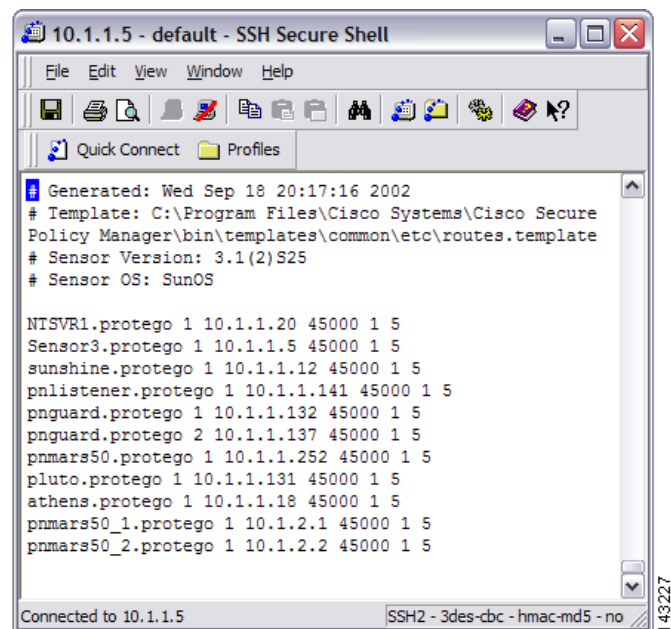 10.1.1.5 - default - SSH Secure Shell
File Edit View Window Help
Quick Connect Profiles
# Generated: Wed Sep 18 20:17:16 2002
# Template: C:\Program Files\Cisco Systems\Cisco Secure
Policy Manager\bin\templates\common\etc\routes.template
# Sensor Version: 3.1(2)S25
# Sensor OS: SunOS
NTSVR1.protego 1 10.1.1.20 45000 1 5
Sensor3.protego 1 10.1.1.5 45000 1 5
sunshine.protego 1 10.1.1.12 45000 1 5
pnlistener.protego 1 10.1.1.141 45000 1 5
pnguard.protego 1 10.1.1.132 45000 1 5
pnguard.protego 2 10.1.1.137 45000 1 5
pnmars50.protego 1 10.1.1.252 45000 1 5
pluto.protego 1 10.1.1.131 45000 1 5
athens.protego 1 10.1.1.18 45000 1 5
pnmars50_1.protego 1 10.1.2.1 45000 1 5
pnmars50_2.protego 1 10.1.2.2 45000 1 5
Connected to 10.1.1.5 SSH2 - 3des-cbc - hmac-md5 - no
143227